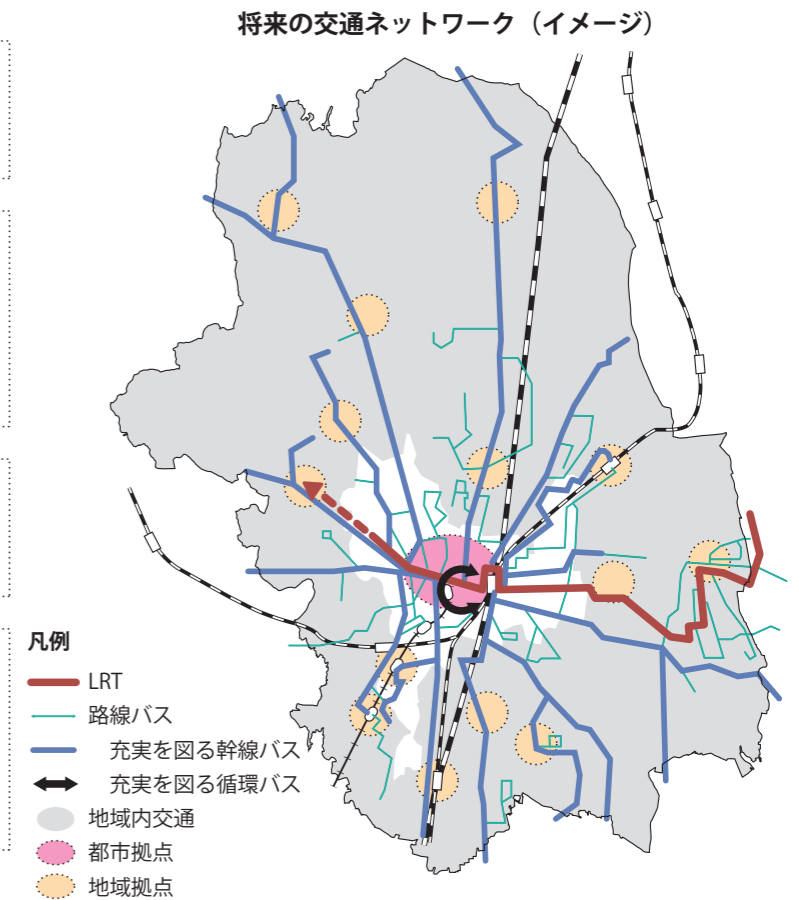 将来の交通ネットワーク（イメージ）
凡例
LRT
路線バス
充実を図る幹線バス
充実を図る循環バス
地域内交通
都市拠点
地域拠点